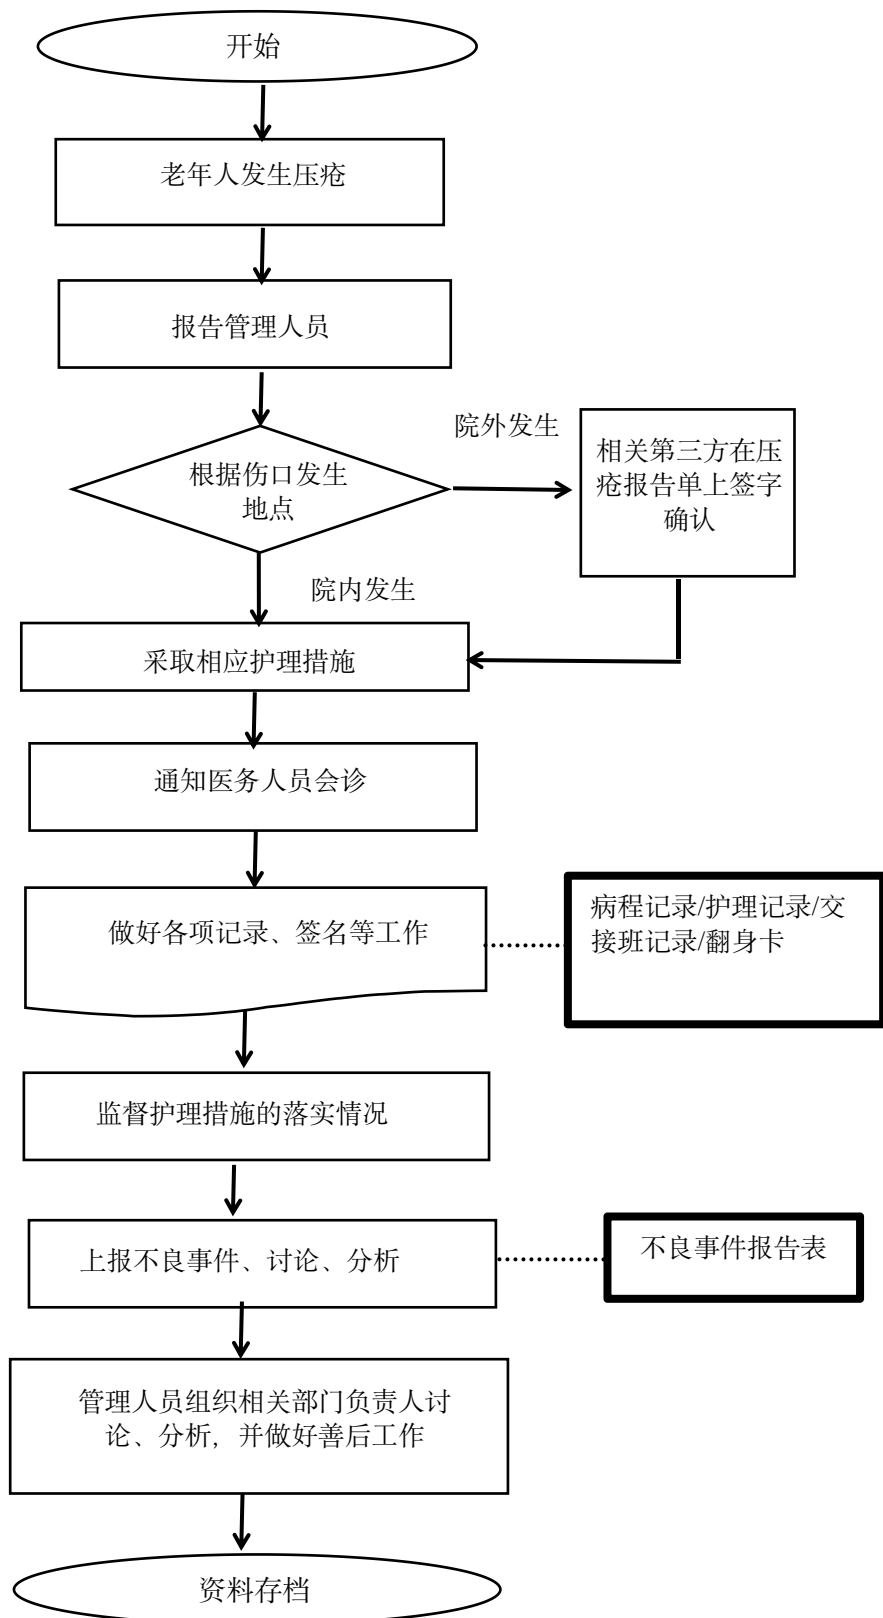 开始
老年人发生压疮
报告管理人员
院外发生
根据伤口发生
地点
相关第三方在压
疮报告单上签字
确认
院内发生
采取相应护理措施
通知医务人员会诊
做好各项记录、签名等工作
病程记录/护理记录/交
接班记录/翻身卡
监督护理措施的落实情况
上报不良事件、讨论、分析
不良事件报告表
管理人员组织相关部门负责人讨
论、分析，并做好善后工作
资料存档